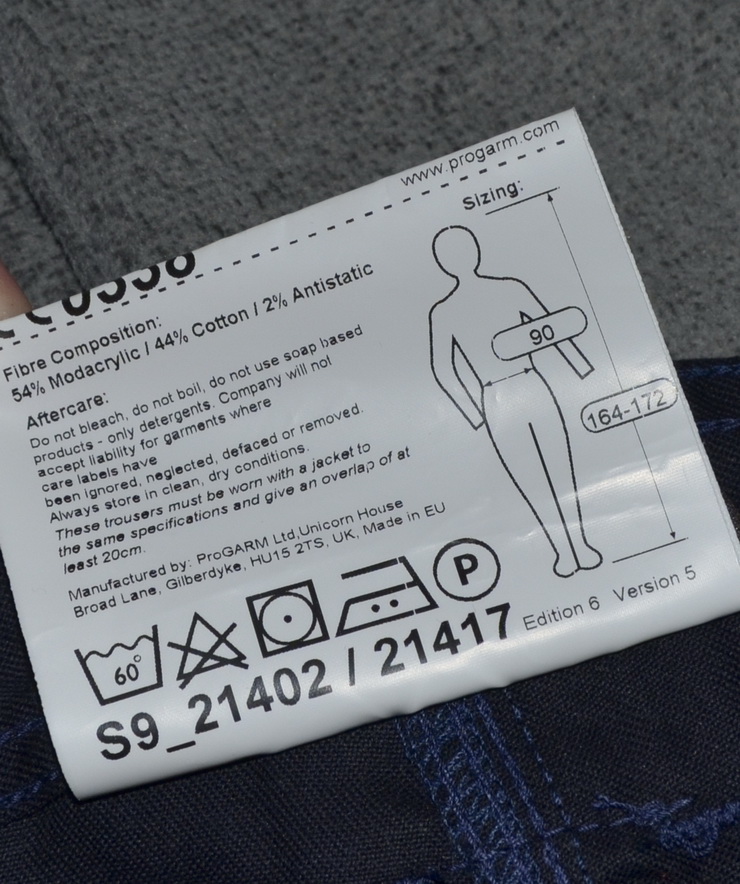 www.progarm.com
Fibre Composition:
54% Modacrylic / 44% Cotton / 2% Antistatic
Aftercare:
Do not bleach, do not boil, do not use soap based
products - only detergents. Company will not
accept liability for garments where
care labels have
been ignored, neglected, defaced or removed.
Always store in clean, dry conditions.
These trousers must be worn with a jacket to
the same specifications and give an overlap of at
least 20cm.
Manufactured by: ProGARM Ltd,Unicorn House
Broad Lane, Gilberdyke, HU15 2TS, UK, Made in EU
60°
P
S9_21402 / 21417
Edition 6 Version 5
Sizing:
90
164-172